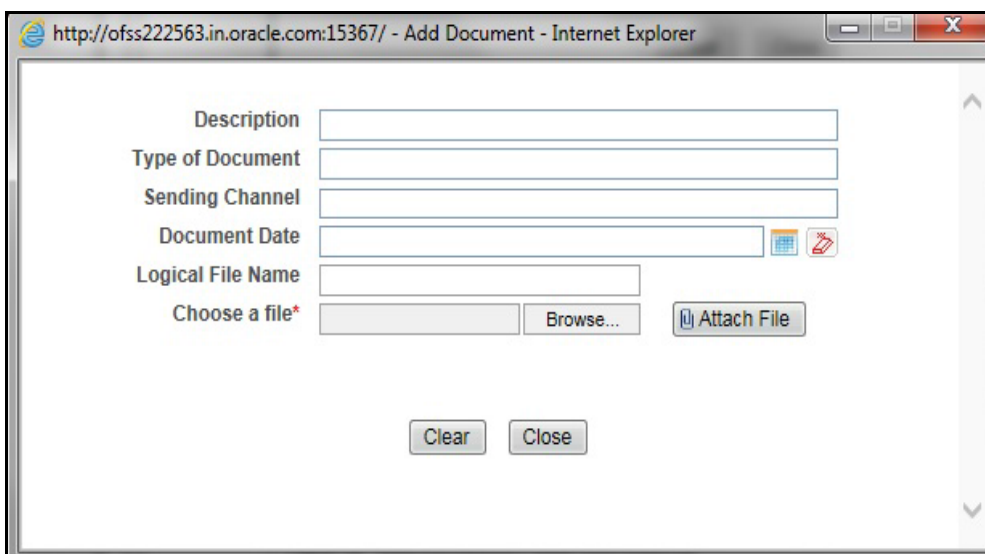 http://ofss222563.in.oracle.com:15367/ - Add Document - Internet Explorer
Description
Type of Document
Sending Channel
Document Date
Logical File Name
Choose a file* Browse... Attach File
Clear Close